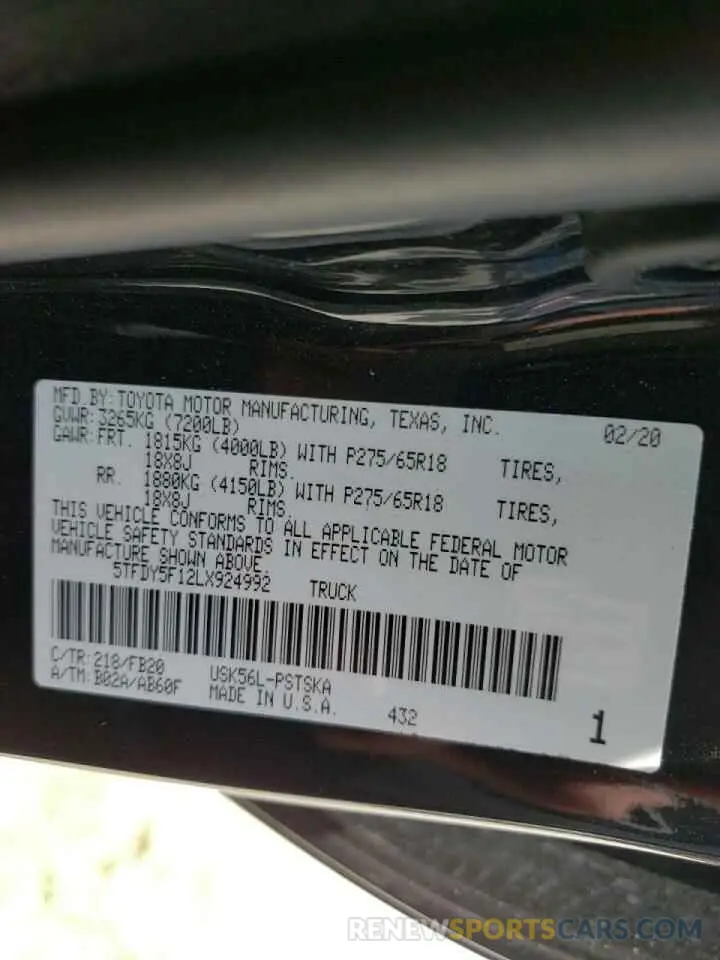 MFD.BY:TOYOTA MOTOR MANUFACTURING, TEXAS, INC. 02/20
GVWR:3265KG (7200LB)
GAWR:FRT. 1815KG (4000LB) WITH P275/65R18 TIRES,
18X8J RIMS.
RR. 1880KG (4150LB) WITH P275/65R18 TIRES,
18X8J RIMS.
THIS VEHICLE CONFORMS TO ALL APPLICABLE FEDERAL MOTOR
VEHICLE SAFETY STANDARDS IN EFFECT ON THE DATE OF
MANUFACTURE SHOWN ABOVE.
5TFDY5F12LX924992 TRUCK
C/TR:218/FB20 USK56L-PSTSKA
A/TM:B02A/AB60F MADE IN U.S.A. 432 1
RENEWSPORTSCARS.COM